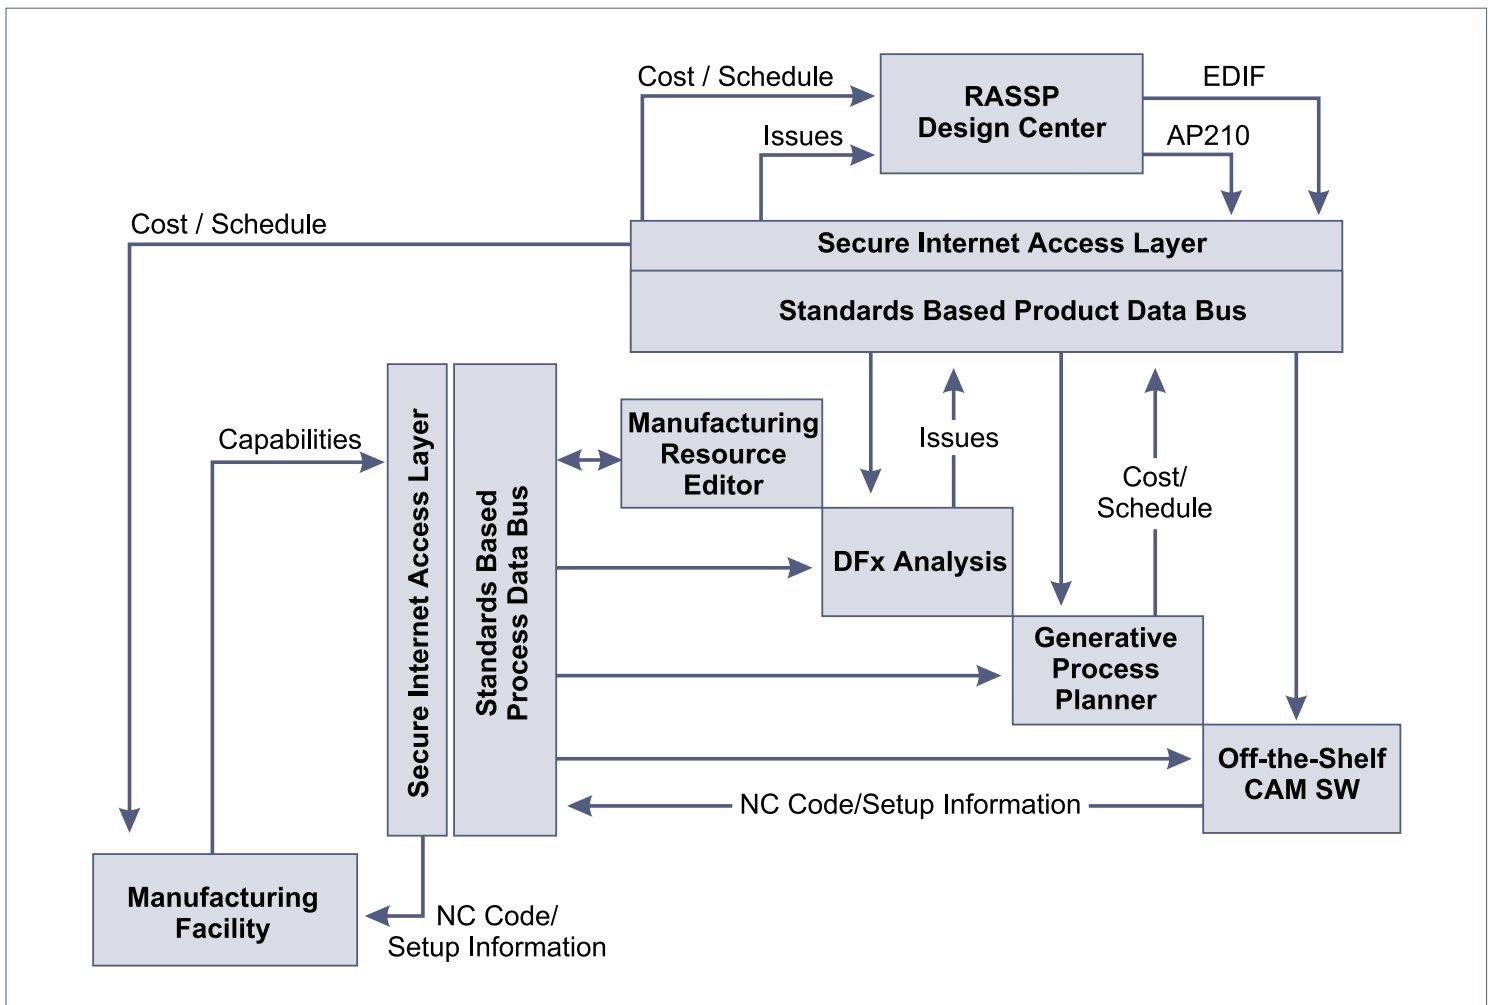 Cost / Schedule
RASSP
Design Center
EDIF
Issues
AP210
Cost / Schedule
Secure Internet Access Layer
Standards Based Product Data Bus
Capabilities
Secure Internet Access Layer
Standards Based
Process Data Bus
Manufacturing
Resource
Editor
Issues
Cost/
Schedule
DFx Analysis
Generative
Process
Planner
Off-the-Shelf
CAM SW
NC Code/Setup Information
Manufacturing
Facility
NC Code/
Setup Information